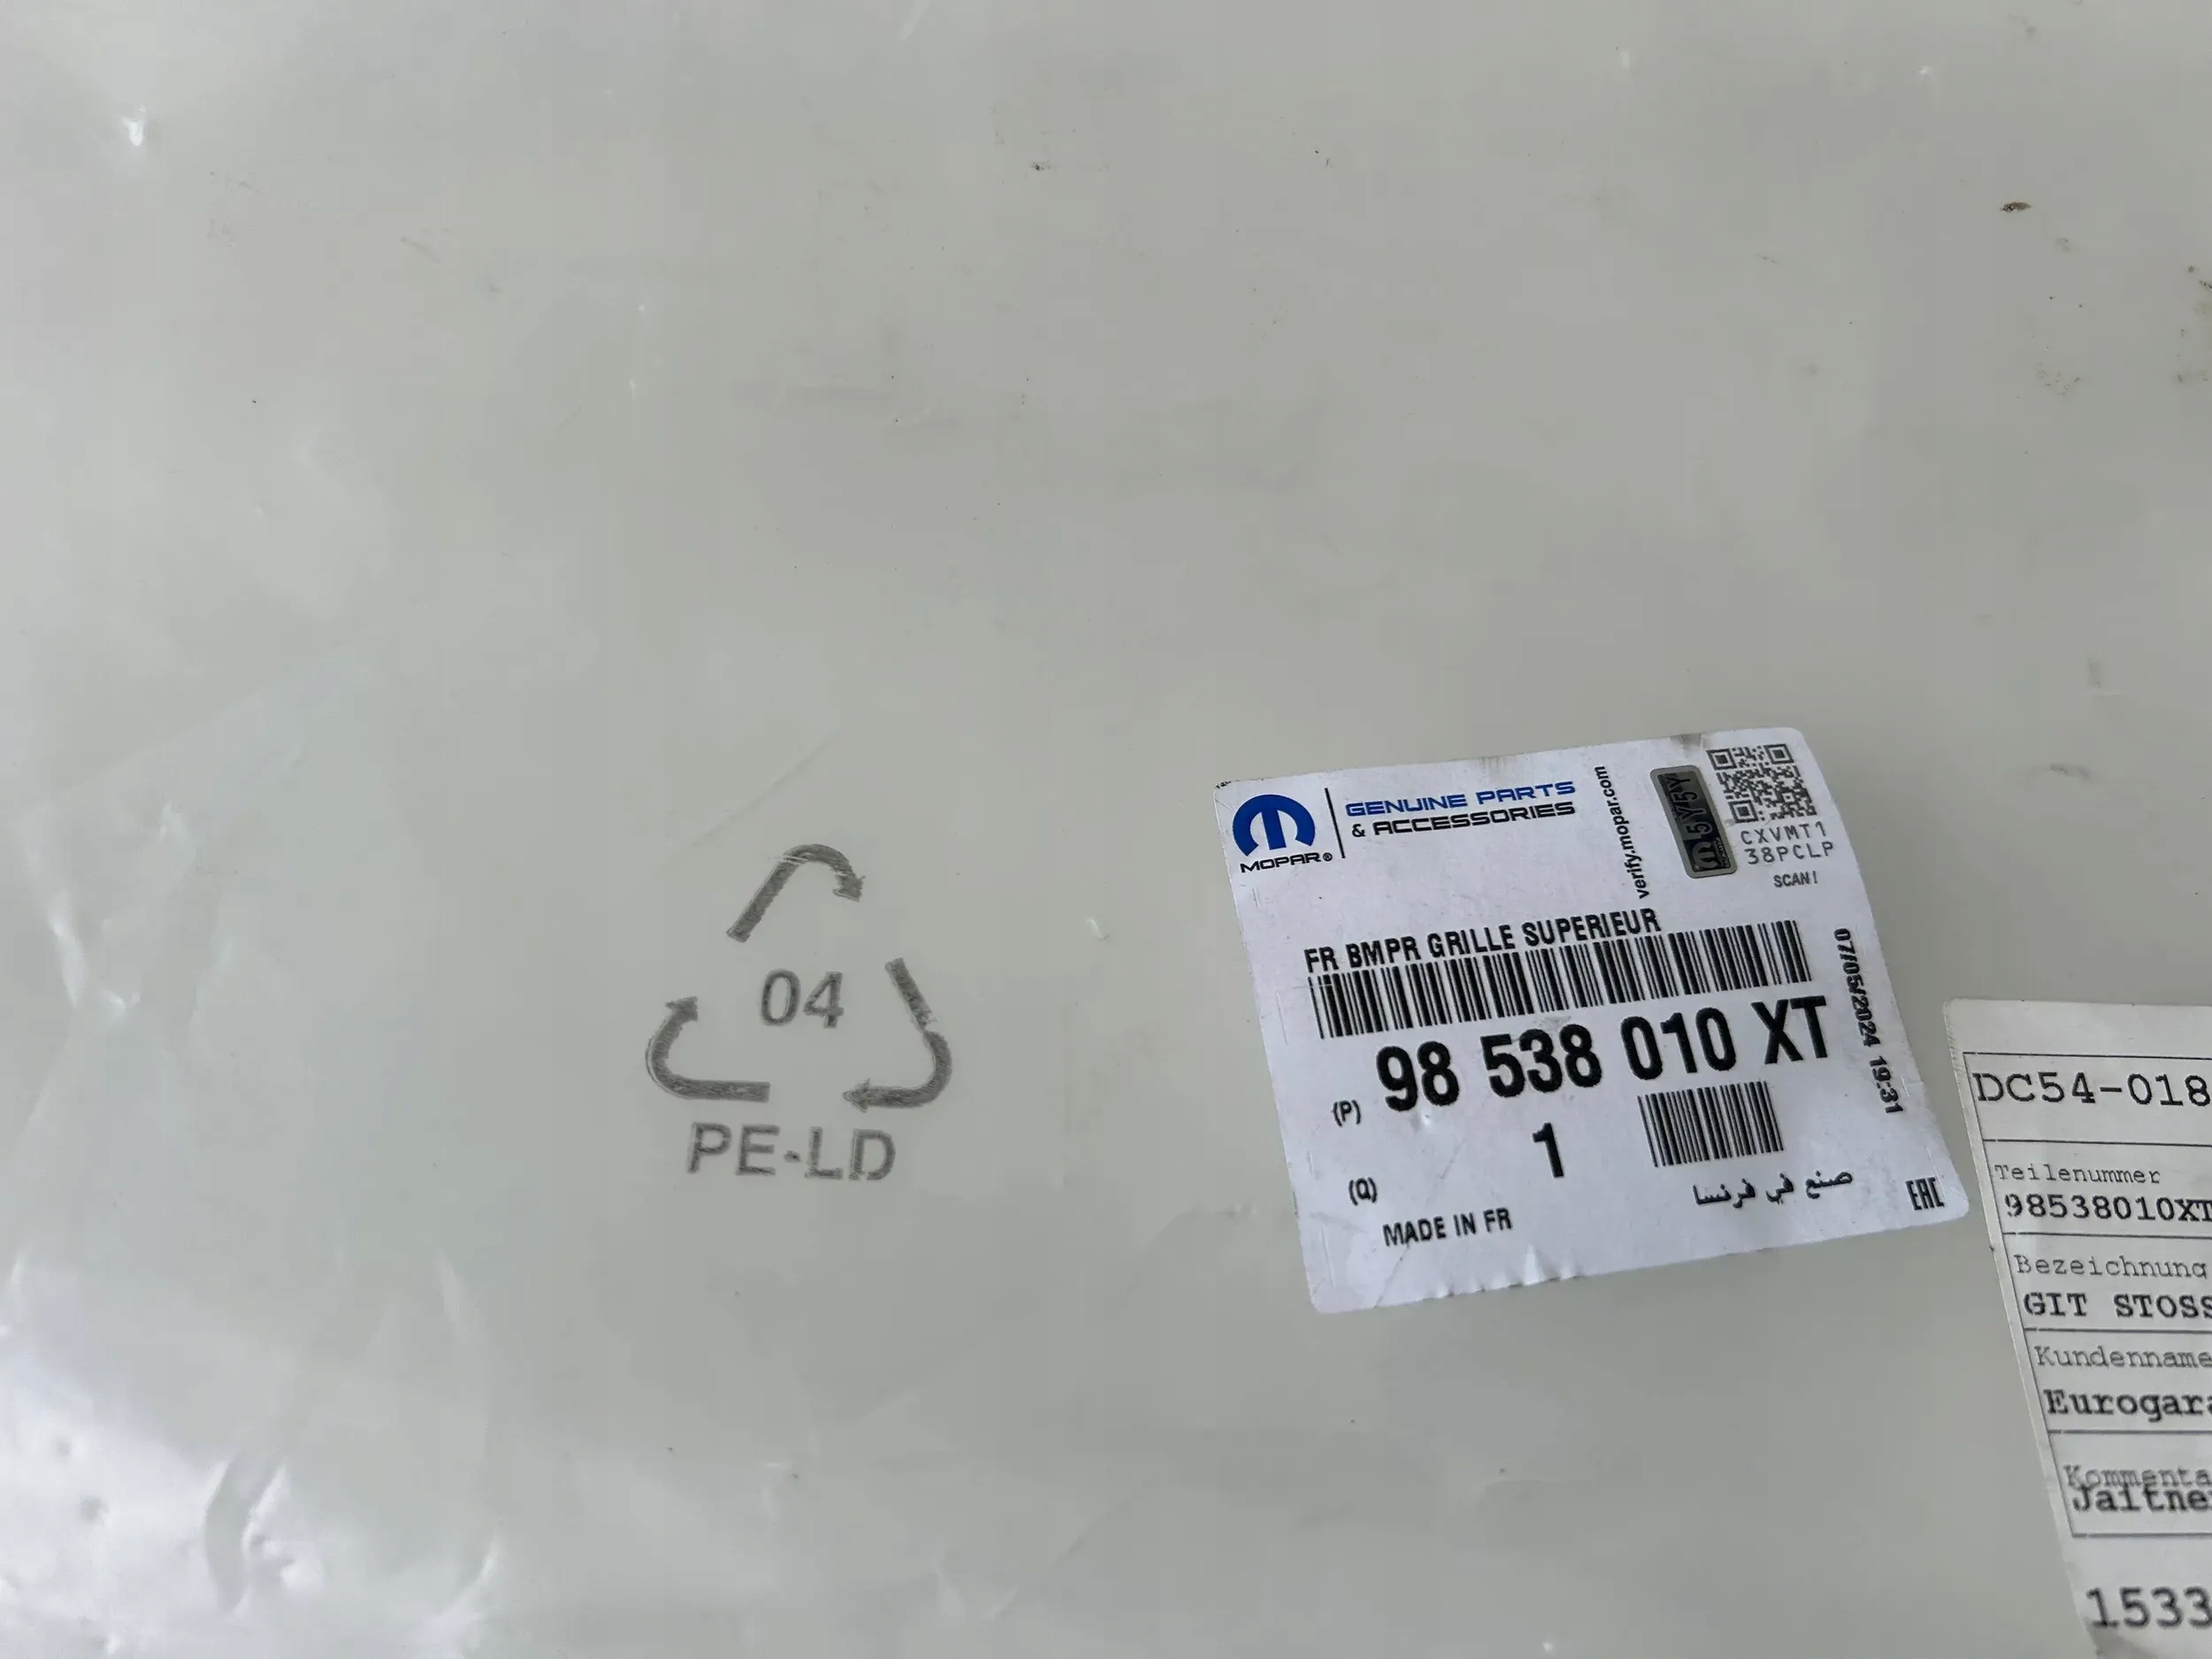 MOPAR®
GENUINE PARTS
& ACCESSORIES
verify.mopar.com
5Y5Y
CXVMT1
38PCLP
SCAN!
FR BMPR GRILLE SUPERIEUR
(P) 98 538 010 XT
07/05/2024 19:31
(Q) 1
MADE IN FR
صنع في فرنسا
EAC
04
PE-LD
DC54-018
Teilenummer
98538010XT
Bezeichnung
GIT STOSS
Kundenname
Eurogara
Kommenta
Jaitne
1533